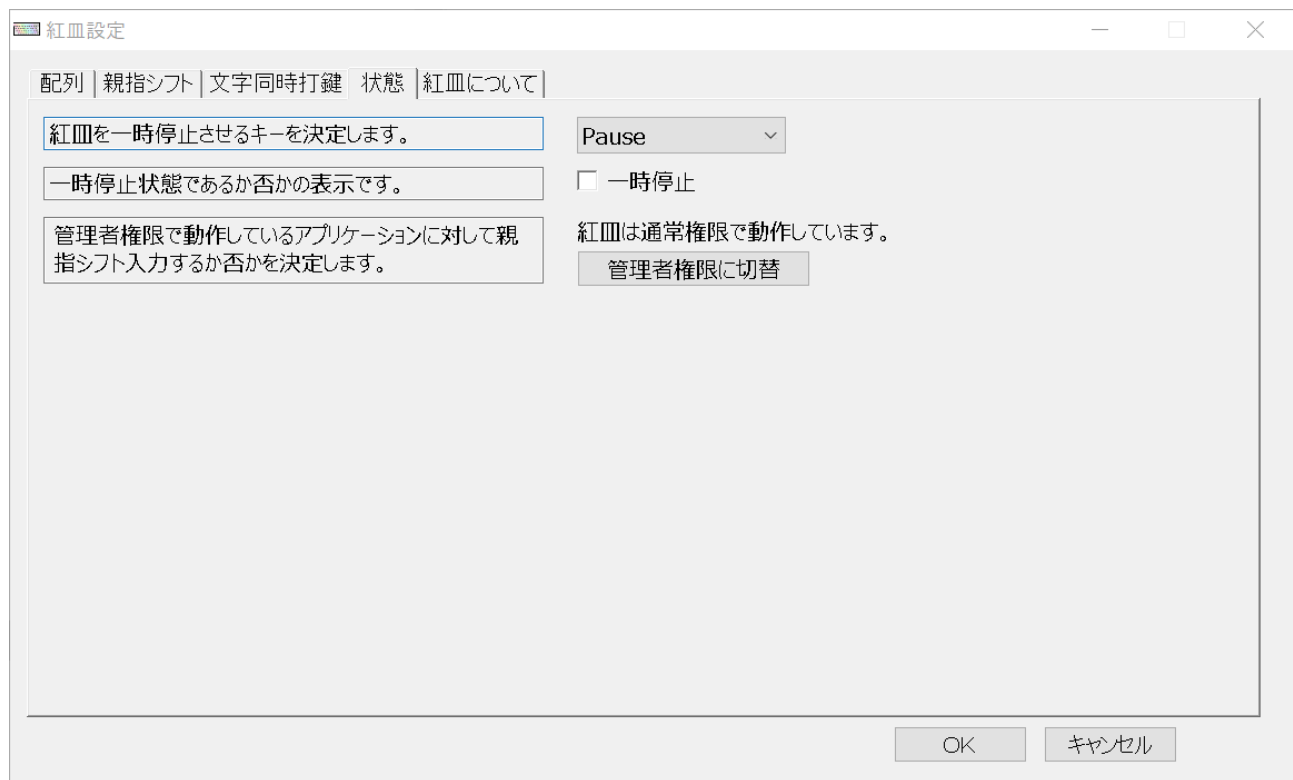 紅皿設定
配列 親指シフト 文字同時打鍵 状態 紅皿について
紅皿を一時停止させるキーを決定します。
Pause
一時停止状態であるか否かの表示です。
一時停止
管理者権限で動作しているアプリケーションに対して親
指シフト入力するか否かを決定します。
紅皿は通常権限で動作しています。
管理者権限に切替
OK キャンセル